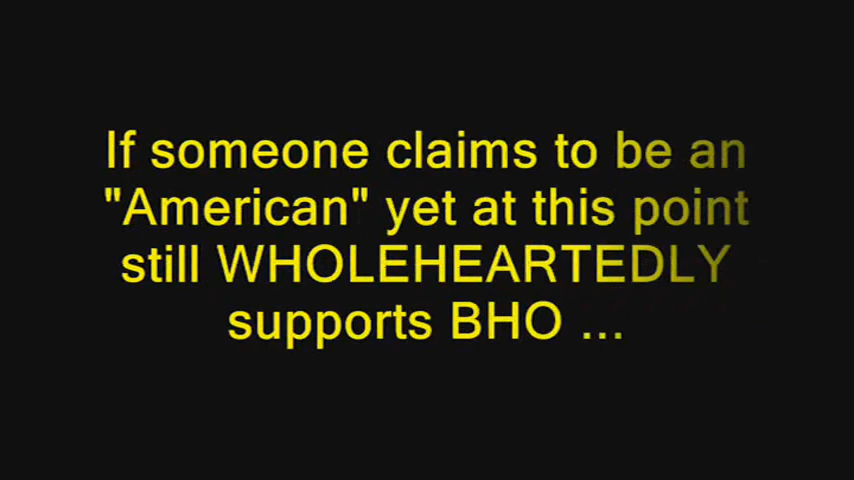 If someone claims to be an
"American" yet at this point
still WHOLEHEARTEDLY
supports BHO ...